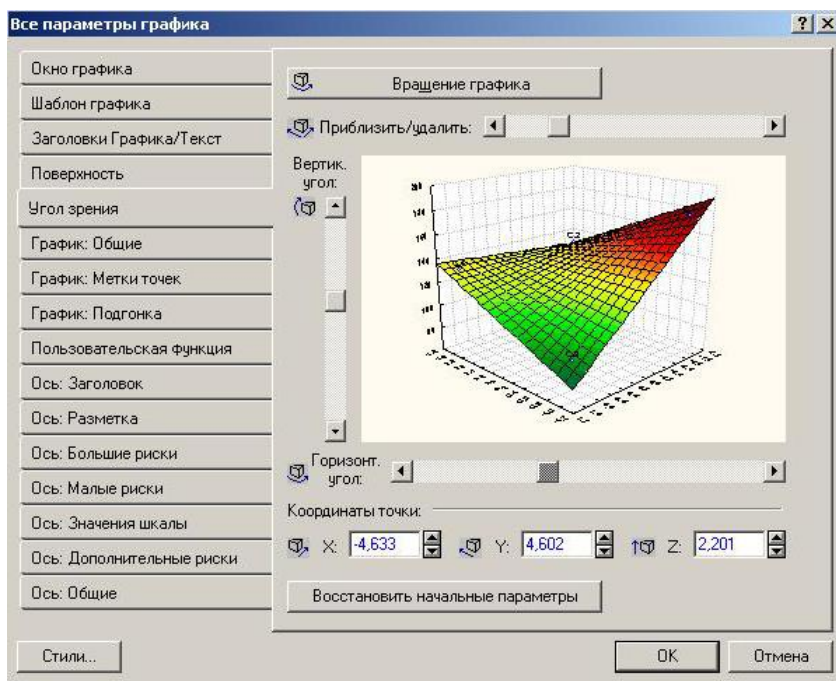 Все параметры графика
Окно графика
Шаблон графика
Заголовки Графика/Текст
Поверхность
Угол зрения
График: Общие
График: Метки точек
График: Подгонка
Пользовательская функция
Ось: Заголовок
Ось: Разметка
Ось: Большие риски
Ось: Малые риски
Ось: Значения шкалы
Ось: Дополнительные риски
Ось: Общие
Вращение графика
Приблизить/удалить:
Вертик.
угол:
Горизонт.
угол:
Координаты точки:
X: -4,633 Y: 4,602 Z: 2,201
Восстановить начальные параметры
Стили... OK Отмена